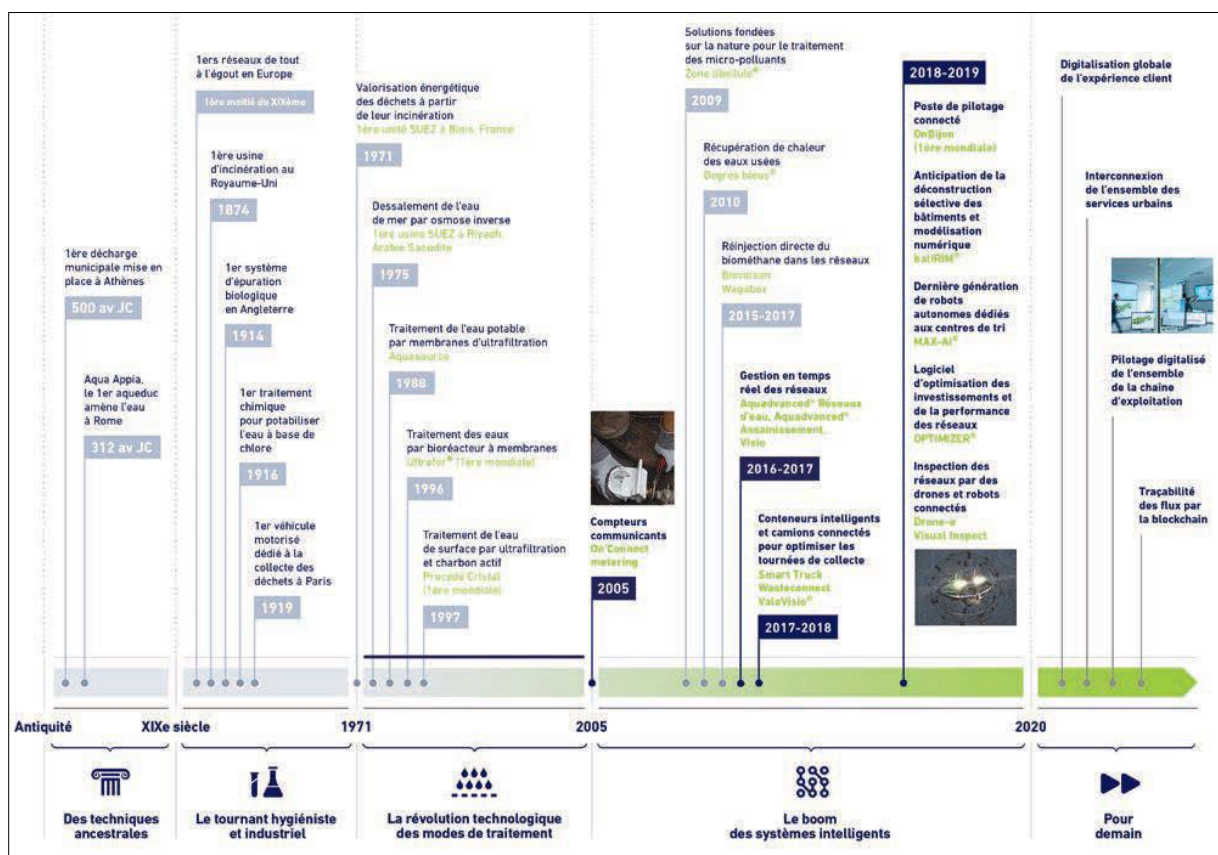 1ère décharge
municipale mise en
place à Athènes
500 av JC
Aqua Appia,
le 1er aqueduc
amène l'eau
à Rome
312 av JC
1ers réseaux de tout
à l'égout en Europe
1ère moitié du XIXème
1ère usine
d'incinération au
Royaume-Uni
1874
1er système
d'épuration
biologique
en Angleterre
1914
1er traitement
chimique
pour potabiliser
l'eau à base de
chlore
1916
1er véhicule
motorisé
dédié à la
collecte des
déchets à Paris
1919
Valorisation énergétique
des déchets à partir
de leur incinération
1ère unité SUEZ à , France
1971
Dessalement de l'eau
de mer par osmose inverse
1ère usine SUEZ à Riyadh,
Arabie Saoudite
1975
Traitement de l'eau potable
par membranes d'ultrafiltration
Aquasource
1988
Traitement des eaux
par bioréacteur à membranes
Ultrafor® (1ère mondiale)
1996
Traitement de l'eau
de surface par ultrafiltration
et charbon actif
Procédé Cristal
(1ère mondiale)
1997
Compteurs
communicants
On'Connect
metering
2005
Solutions fondées
sur la nature pour le traitement
des micro-polluants
Zone libellule®
2009
Récupération de chaleur
des eaux usées
Degrés bleus®
2010
Réinjection directe du
biométhane dans les réseaux
Biovalsan
Wagabox
2015-2017
Gestion en temps
réel des réseaux
Aquadvanced® Réseaux
d'eau, Aquadvanced®
Assainissement,
Visio
2016-2017
Conteneurs intelligents
et camions connectés
pour optimiser les
tournées de collecte
Smart Truck
Wasteconnect
ValoVisio®
2017-2018
2018-2019
Poste de pilotage
connecté
OnDijon
(1ère mondiale)
Anticipation de la
déconstruction
sélective des
bâtiments et
modélisation
numérique
batiRIM®
Dernière génération
de robots
autonomes dédiés
aux centres de tri
MAX-AI®
Logiciel
d'optimisation des
investissements et
de la performance
des réseaux
OPTIMIZER®
Inspection des
réseaux par des
drones et robots
connectés
Drone-e
Visual Inspect
Digitalisation globale
de l'expérience client
Interconnexion
de l'ensemble des
services urbains
Pilotage digitalisé
de l'ensemble
de la chaîne
d'exploitation
Traçabilité
des flux par
la blockchain
Antiquité
XIXe siècle
1971
2005
2020
Des techniques
ancestrales
Le tournant hygiéniste
et industriel
La révolution technologique
des modes de traitement
Le boom
des systèmes intelligents
Pour
demain